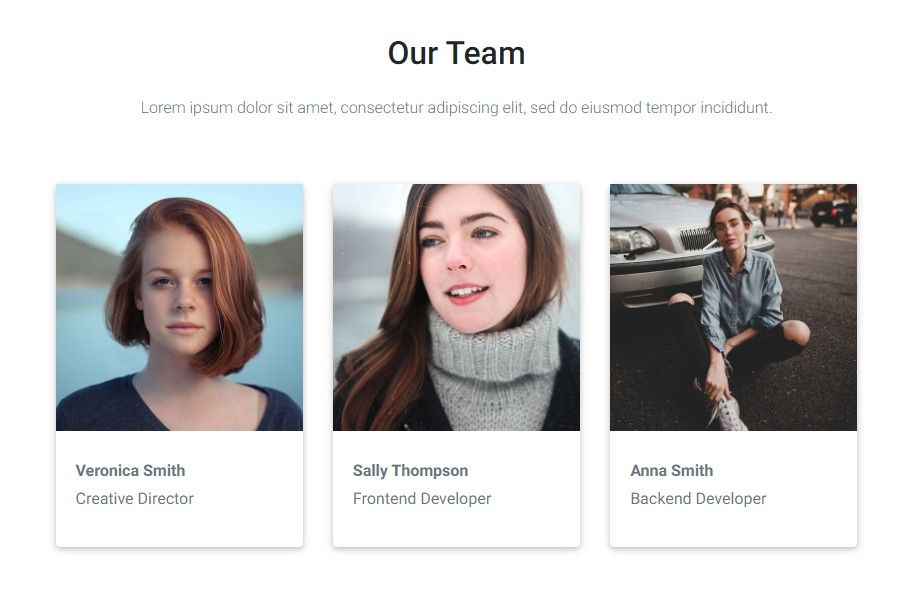 Our Team
Lorem ipsum dolor sit amet, consectetur adipiscing elit, sed do eiusmod tempor incididunt.
Veronica Smith
Creative Director
Sally Thompson
Frontend Developer
Anna Smith
Backend Developer